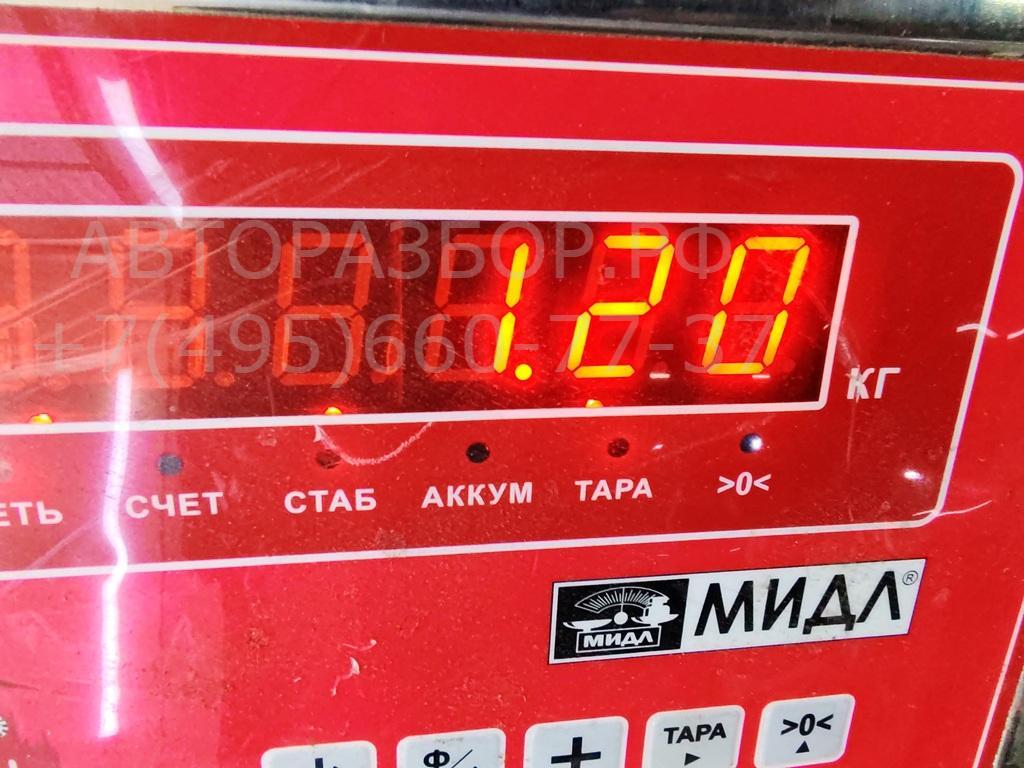 АВТОРАЗБОР.РФ
+7(495)660-77-37
1.20
КГ
ЕТЬ СЧЕТ СТАБ АККУМ ТАРА >0<
МИДЛ МИДЛ®
Ф/ + ТАРА >0<